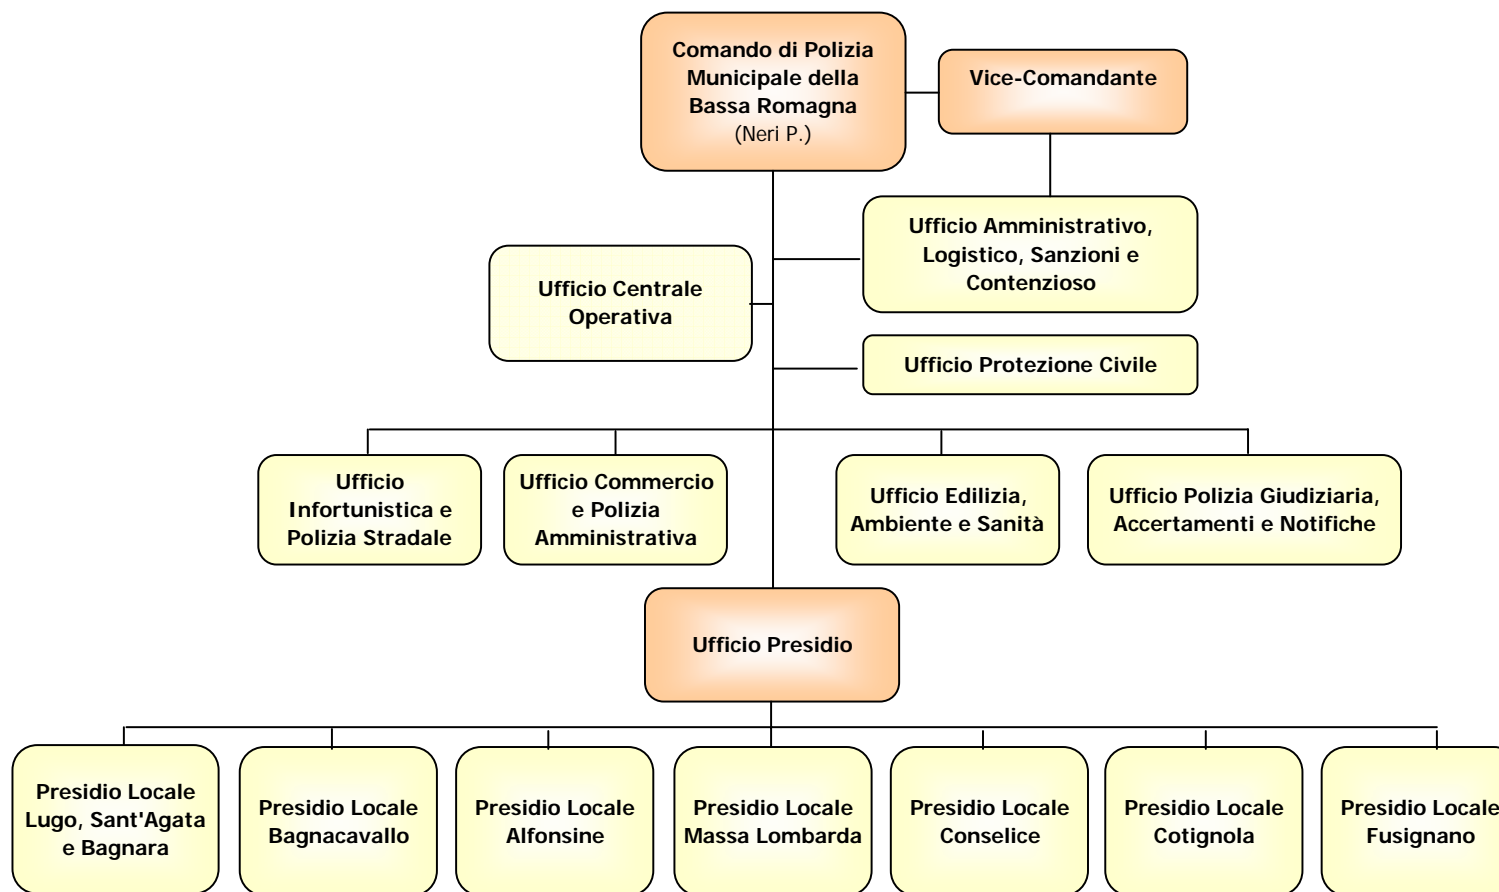 Comando di Polizia
Municipale della
Bassa Romagna
(Neri P.)
Vice-Comandante
Ufficio Amministrativo,
Logistico, Sanzioni e
Contenzioso
Ufficio Centrale
Operativa
Ufficio Protezione Civile
Ufficio
Infortunistica e
Polizia Stradale
Ufficio Commercio
e Polizia
Amministrativa
Ufficio Edilizia,
Ambiente e Sanità
Ufficio Polizia Giudiziaria,
Accertamenti e Notifiche
Ufficio Presidio
Presidio Locale
Lugo, Sant'Agata
e Bagnara
Presidio Locale
Bagnacavallo
Presidio Locale
Alfonsine
Presidio Locale
Massa Lombarda
Presidio Locale
Conselice
Presidio Locale
Cotignola
Presidio Locale
Fusignano